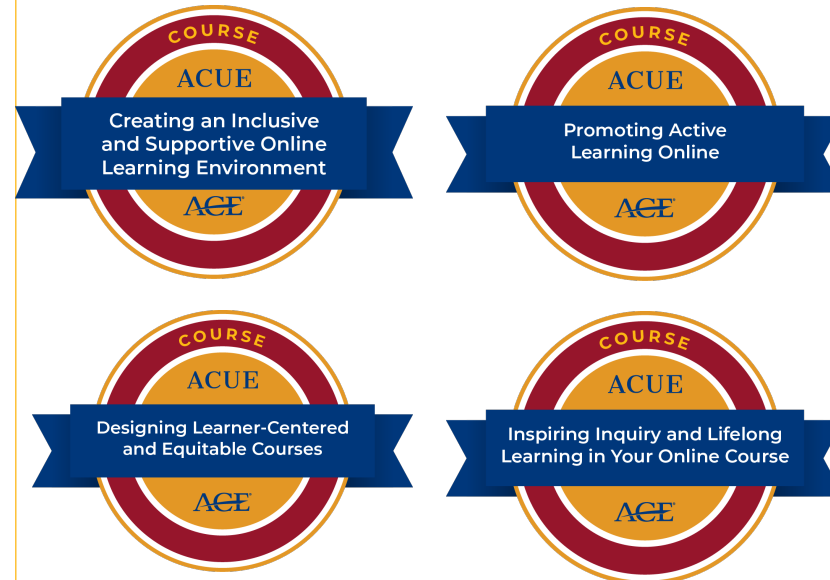 COURSE
ACUE
Creating an Inclusive
and Supportive Online
Learning Environment
ACE®
COURSE
ACUE
Promoting Active
Learning Online
ACE®
COURSE
ACUE
Designing Learner-Centered
and Equitable Courses
ACE®
COURSE
ACUE
Inspiring Inquiry and Lifelong
Learning in Your Online Course
ACE®